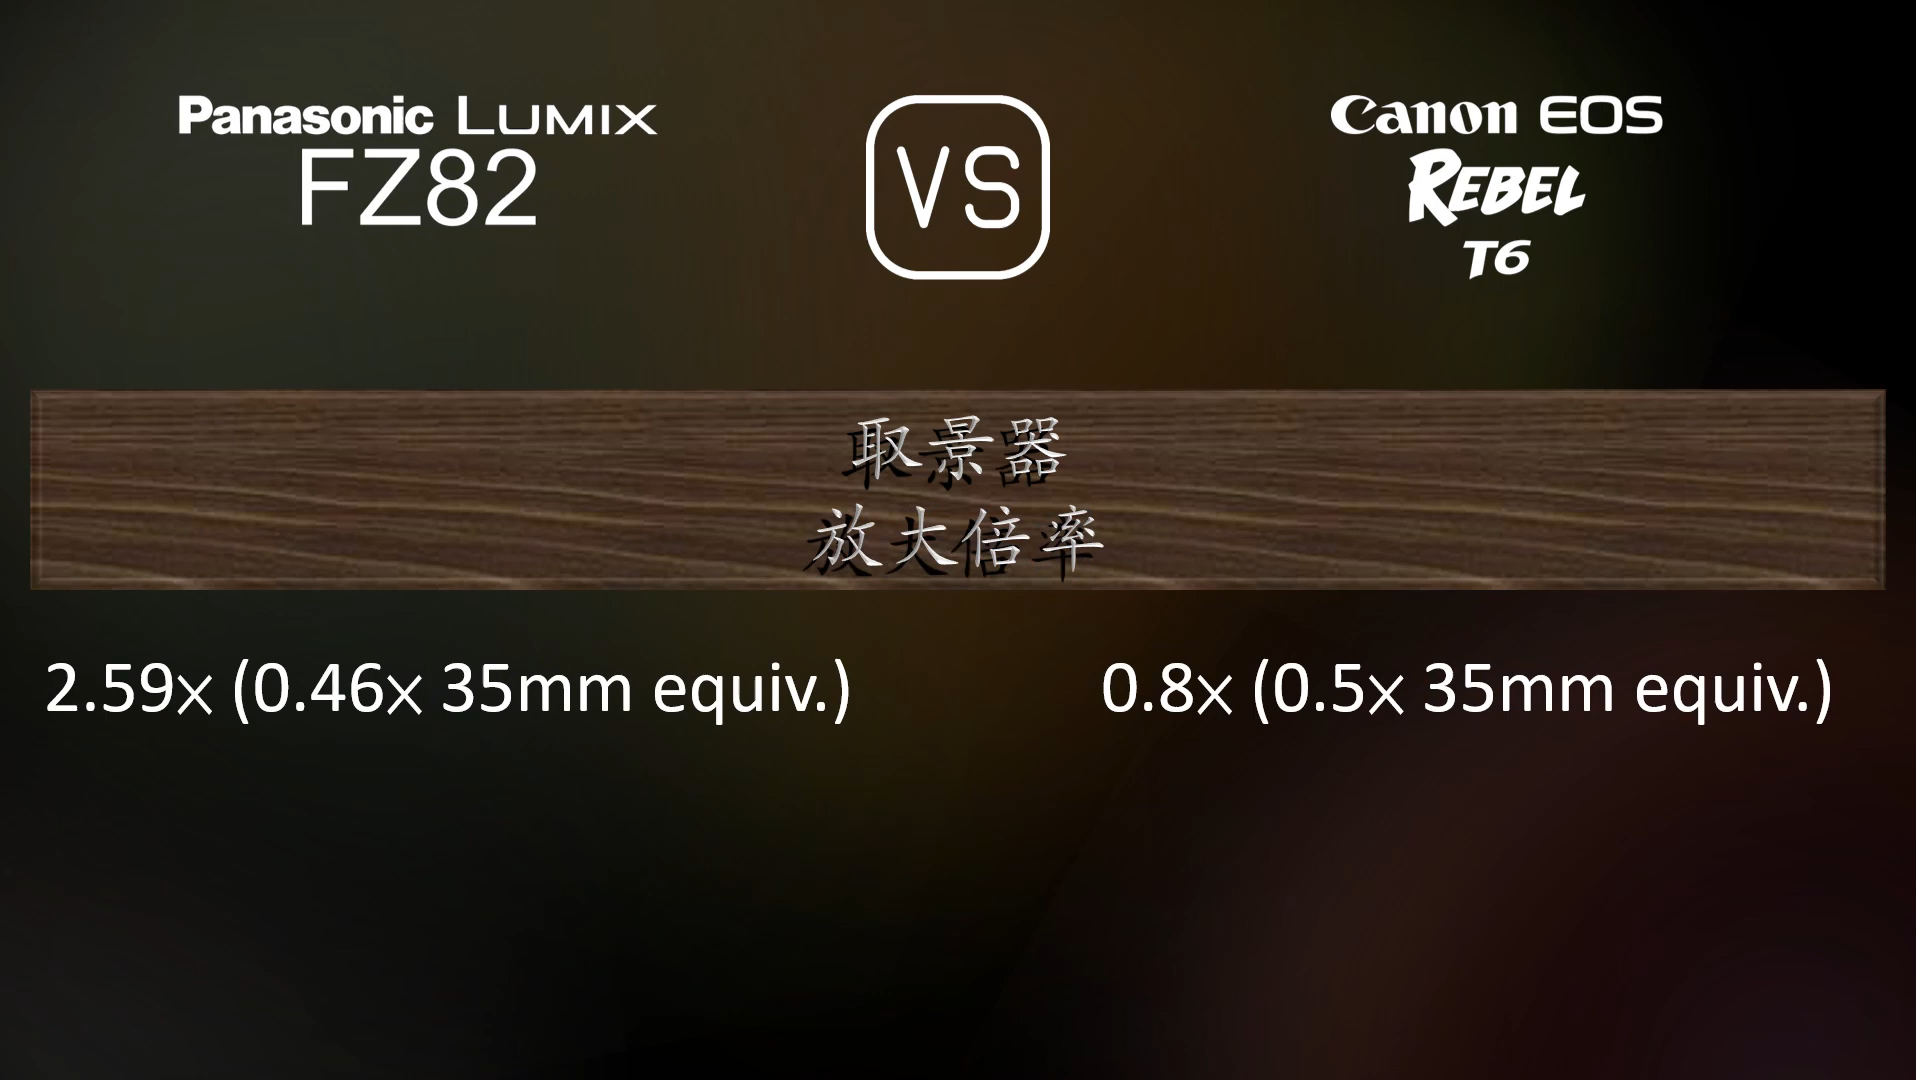 Panasonic LUMIX
FZ82
VS
Canon EOS
REBEL
T6
取景器
放大倍率
2.59x (0.46x 35mm equiv.)
0.8x (0.5x 35mm equiv.)